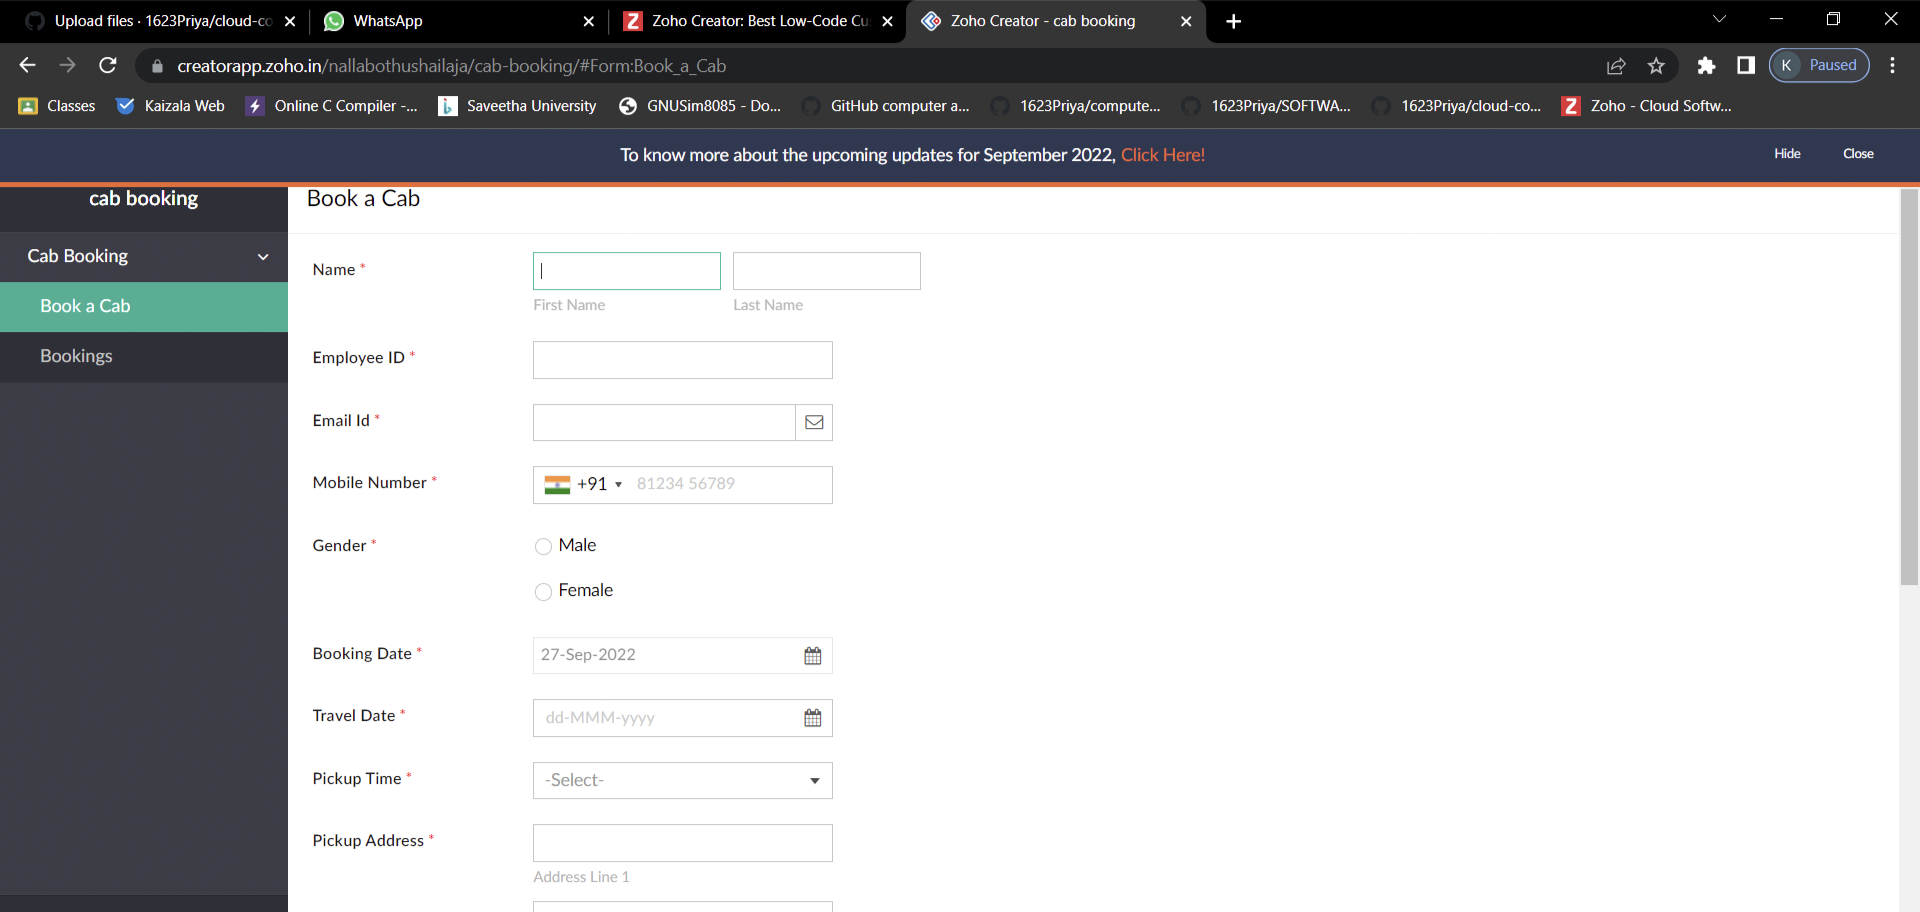 Upload files · 1623Priya/cloud-co
WhatsApp
Zoho Creator: Best Low-Code Cu
Zoho Creator - cab booking
creatorapp.zoho.in/nallabothushailaja/cab-booking/#Form:Book_a_Cab
K Paused
Classes
Kaizala Web
Online C Compiler -...
Saveetha University
GNUSim8085 - Do...
GitHub computer a...
1623Priya/compute...
1623Priya/SOFTWA...
1623Priya/cloud-co...
Zoho - Cloud Softw...
To know more about the upcoming updates for September 2022, Click Here!
Hide
Close
cab booking
Cab Booking
Book a Cab
Bookings
Book a Cab
Name *
First Name
Last Name
Employee ID *
Email Id *
Mobile Number *
+91 81234 56789
Gender *
Male
Female
Booking Date *
27-Sep-2022
Travel Date *
dd-MMM-yyyy
Pickup Time *
-Select-
Pickup Address *
Address Line 1